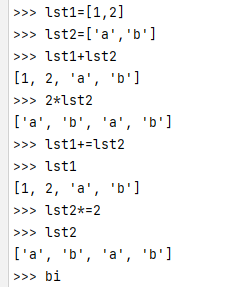 >>> lst1=[1,2]
>>> lst2=['a','b']
>>> lst1+lst2
[1, 2, 'a', 'b']
>>> 2*lst2
['a', 'b', 'a', 'b']
>>> lst1+=lst2
>>> lst1
[1, 2, 'a', 'b']
>>> lst2*=2
>>> lst2
['a', 'b', 'a', 'b']
>>> bi